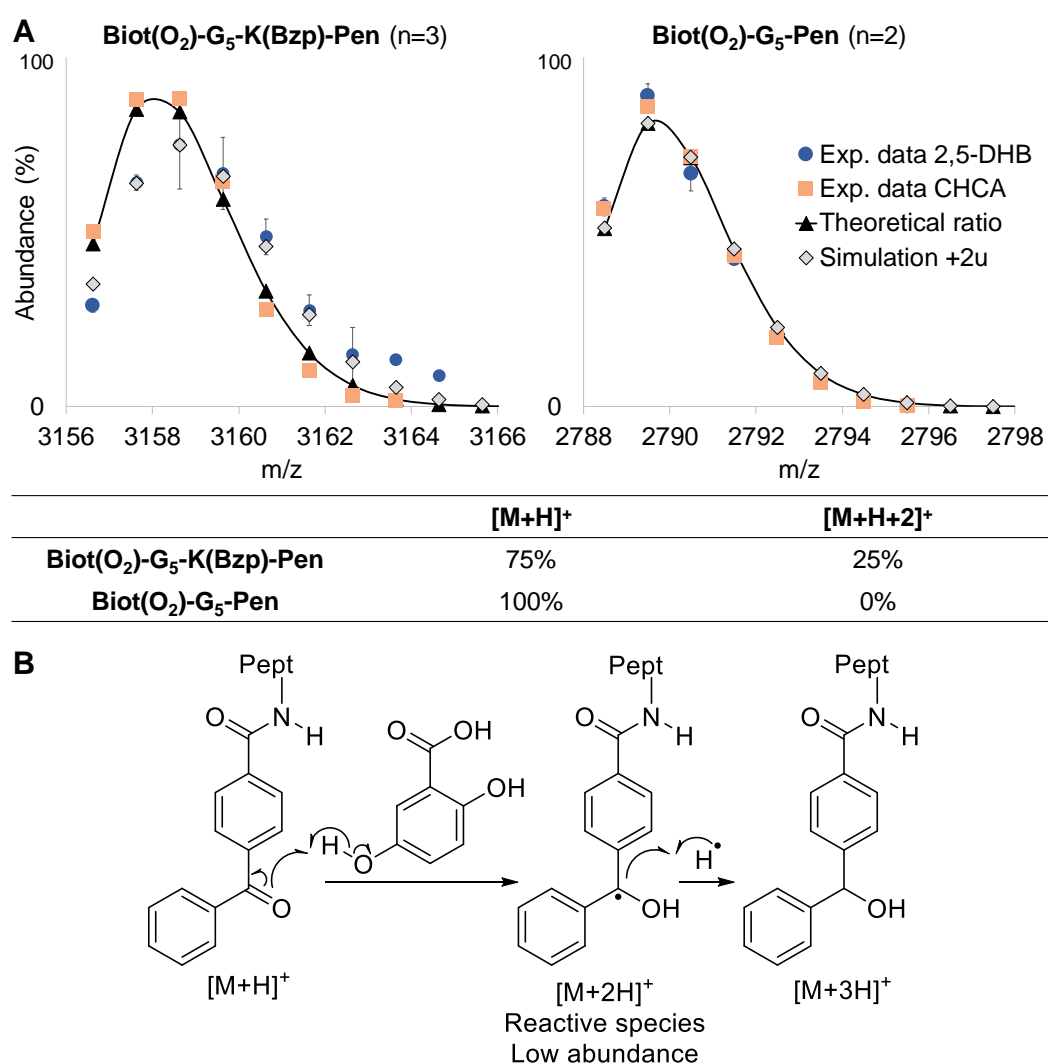 A
Biot(O₂)-G₅-K(Bzp)-Pen (n=3)
Biot(O₂)-G₅-Pen (n=2)
100
100
Abundance (%)
0
0
3156 3158 3160 3162 3164 3166
2788 2790 2792 2794 2796 2798
m/z
m/z
Exp. data 2,5-DHB
Exp. data CHCA
Theoretical ratio
Simulation +2u
[M+H]⁺ [M+H+2]⁺
Biot(O₂)-G₅-K(Bzp)-Pen 75% 25%
Biot(O₂)-G₅-Pen 100% 0%
B
Pept
O
N
H
O
[M+H]⁺
O
OH
OH
H
O
Pept
O
N
H
OH
[M+2H]⁺
Reactive species
Low abundance
H•
Pept
O
N
H
OH
[M+3H]⁺